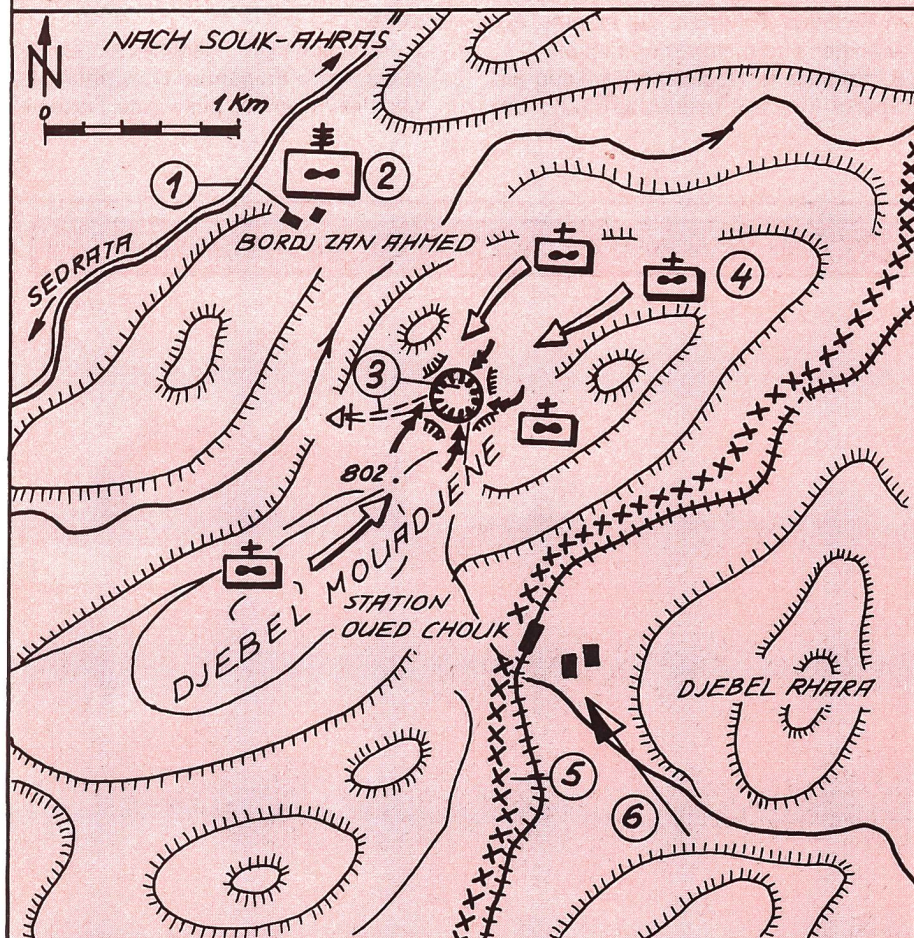 N
NACH SOUK-AHRAS
0
1 Km
1
2
BORDJ ZAN AHMED
SEDRATA
4
3
802
DJEBEL MOUADJENE
STATION
OUED CHOUK
DJEBEL RHARA
5
6